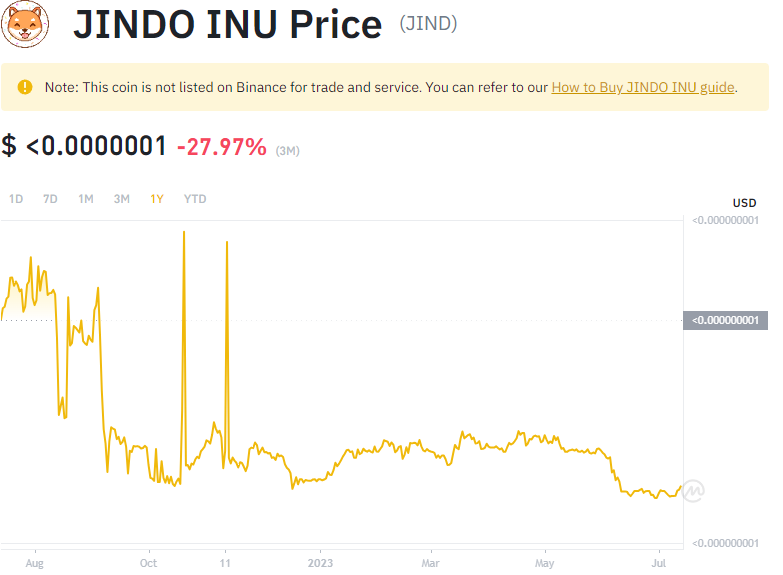 JINDO INU Price (JIND)
Note: This coin is not listed on Binance for trade and service. You can refer to our How to Buy JINDO INU guide.
$ <0.0000001 -27.97% (3M)
1D 7D 1M 3M 1Y YTD
USD
<0.000000001
<0.000000001
<0.000000001
Aug Oct 11 2023 Mar May Jul